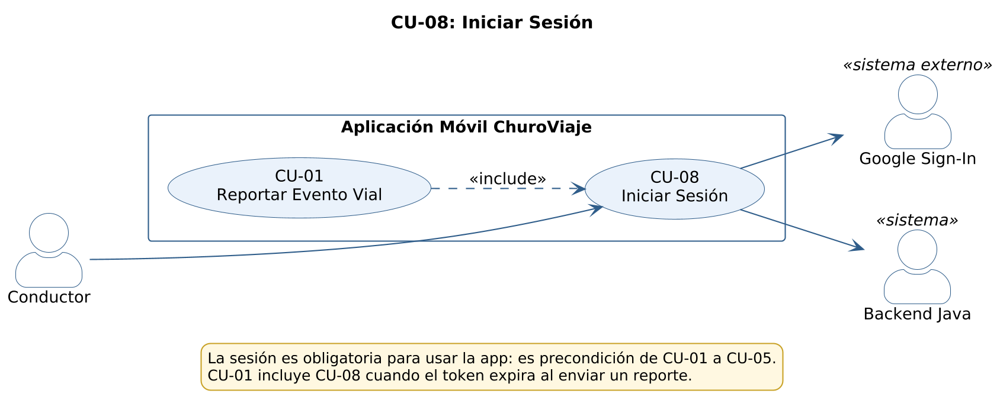 CU-08: Iniciar Sesión
«sistema externo»
Google Sign-In
Aplicación Móvil ChuroViaje
CU-01
Reportar Evento Vial
«include»
CU-08
Iniciar Sesión
«sistema»
Backend Java
Conductor
La sesión es obligatoria para usar la app: es precondición de CU-01 a CU-05.
CU-01 incluye CU-08 cuando el token expira al enviar un reporte.